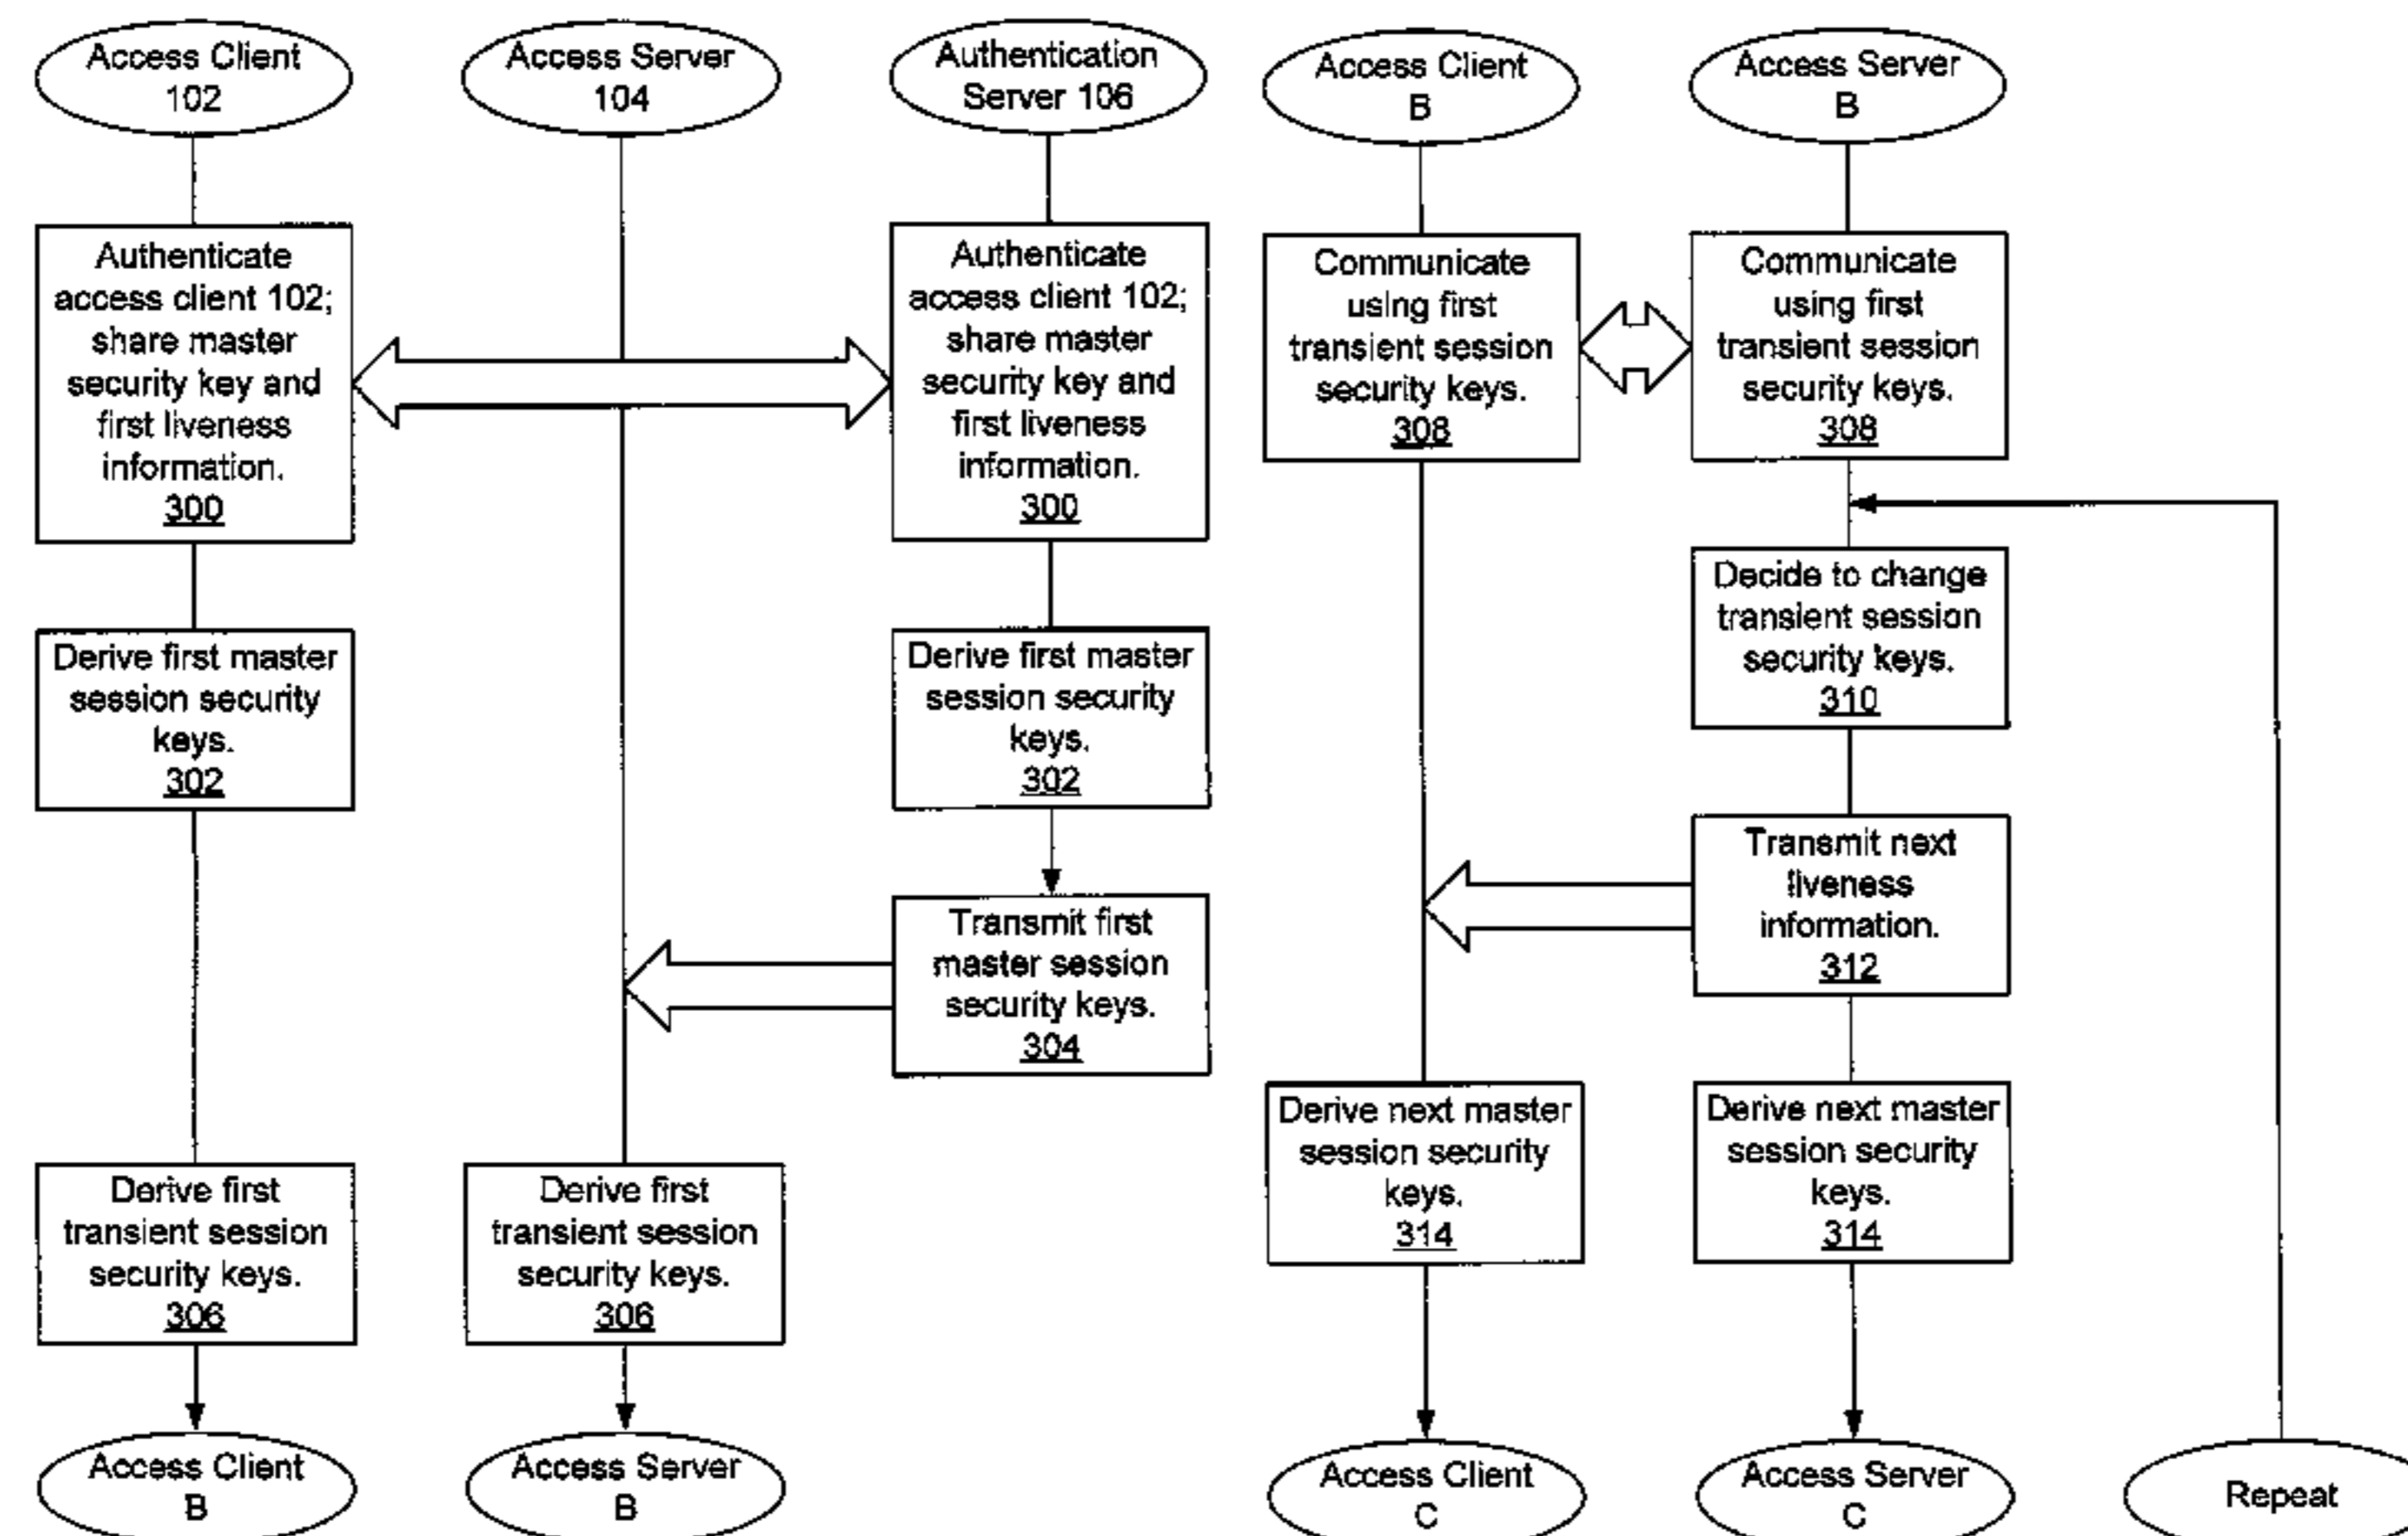 Access Client
102
Access Server
104
Authentication
Server 106
Authenticate
access client 102;
share master
security key and
first liveness
information.
300
Authenticate
access client 102;
share master
security key and
first liveness
information.
300
Derive first master
session security
keys.
302
Derive first master
session security
keys.
302
Transmit first
master session
security keys.
304
Derive first
transient session
security keys.
306
Derive first
transient session
security keys.
306
Access Client
B
Access Server
B
Access Client
B
Access Server
B
Communicate
using first
transient session
security keys.
308
Communicate
using first
transient session
security keys.
308
Decide to change
transient session
security keys.
310
Transmit next
liveness
information.
312
Derive next master
session security
keys.
314
Derive next master
session security
keys.
314
Access Client
C
Access Server
C
Repeat